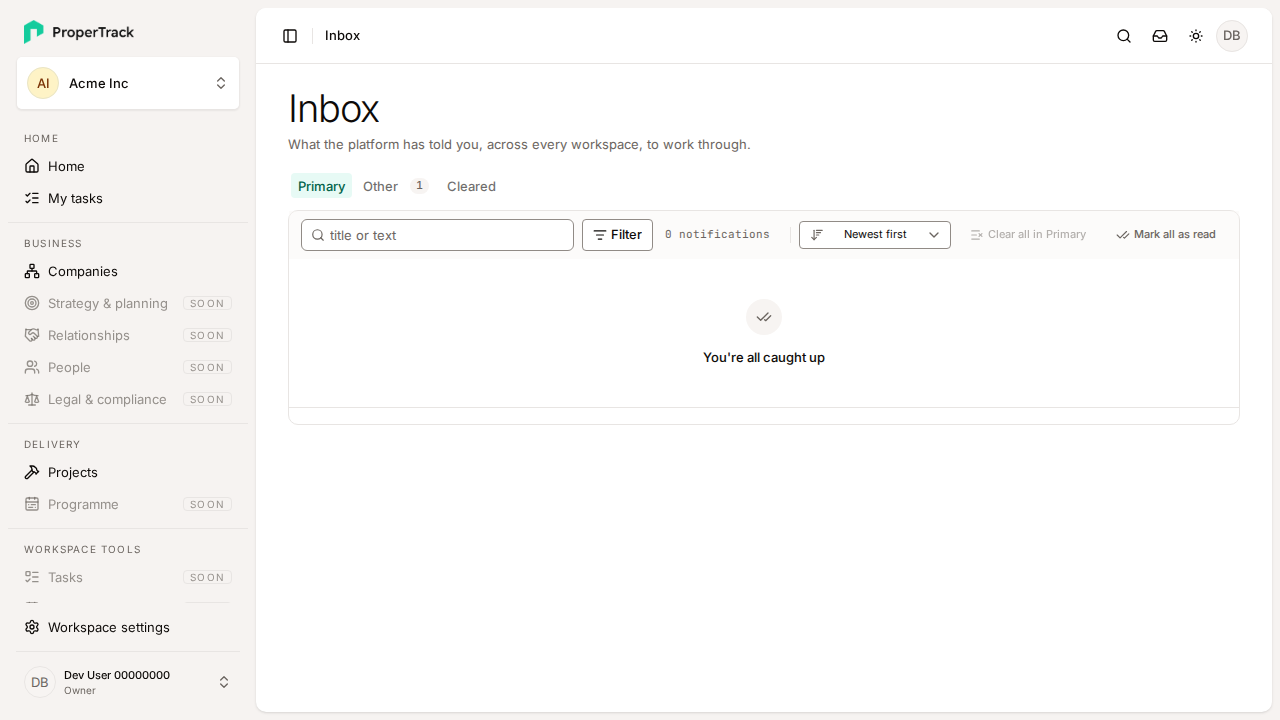 ProperTrack
AI
Acme Inc
HOME
Home
My tasks
BUSINESS
Companies
Strategy & planning SOON
Relationships SOON
People SOON
Legal & compliance SOON
DELIVERY
Projects
Programme SOON
WORKSPACE TOOLS
Tasks SOON
Workspace settings
DB
Dev User 00000000
Owner
Inbox
DB
Inbox
What the platform has told you, across every workspace, to work through.
Primary Other 1 Cleared
title or text Filter 0 notifications Newest first Clear all in Primary Mark all as read
You're all caught up